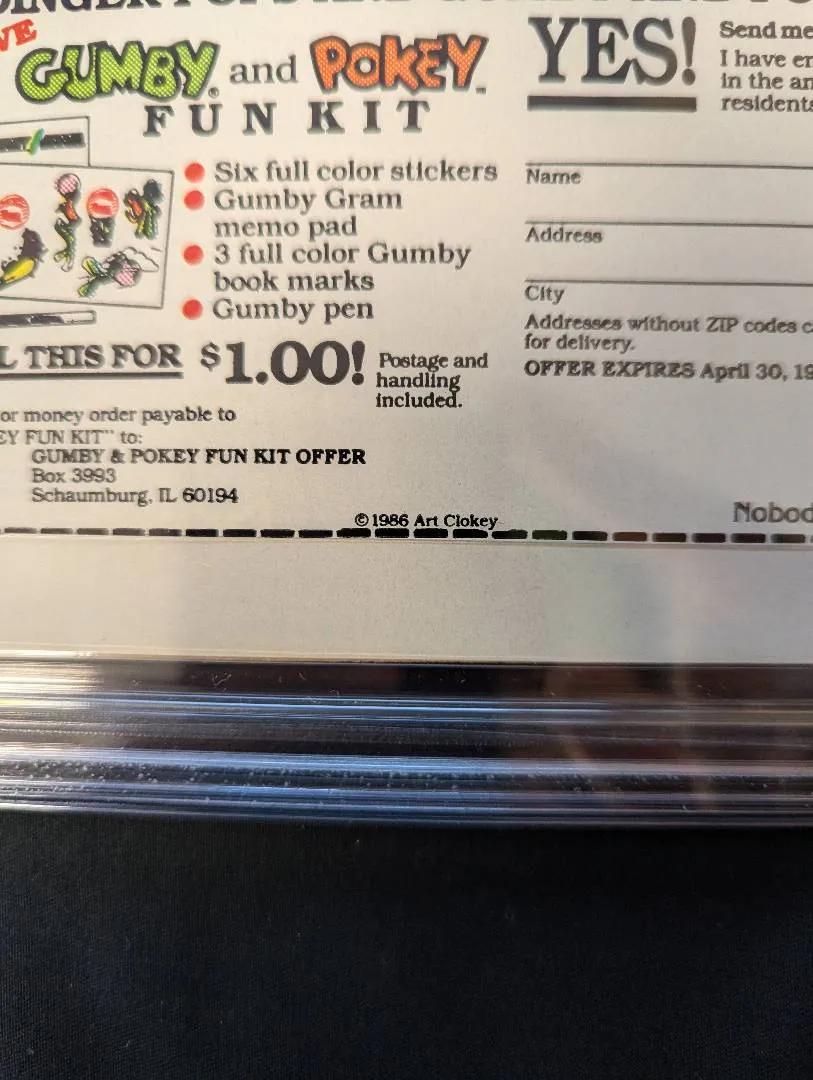 GUMBY® and POKEY™
FUN KIT
Six full color stickers
Gumby Gram
memo pad
3 full color Gumby
book marks
Gumby pen
THIS FOR $1.00! Postage and
handling
included.
or money order payable to
FUN KIT" to:
GUMBY & POKEY FUN KIT OFFER
Box 3993
Schaumburg, IL 60194
© 1986 Art Clokey
YES!
Send me
I have
in the
residents
Name
Address
City
Addresses without ZIP codes
for delivery.
OFFER EXPIRES April 30, 19